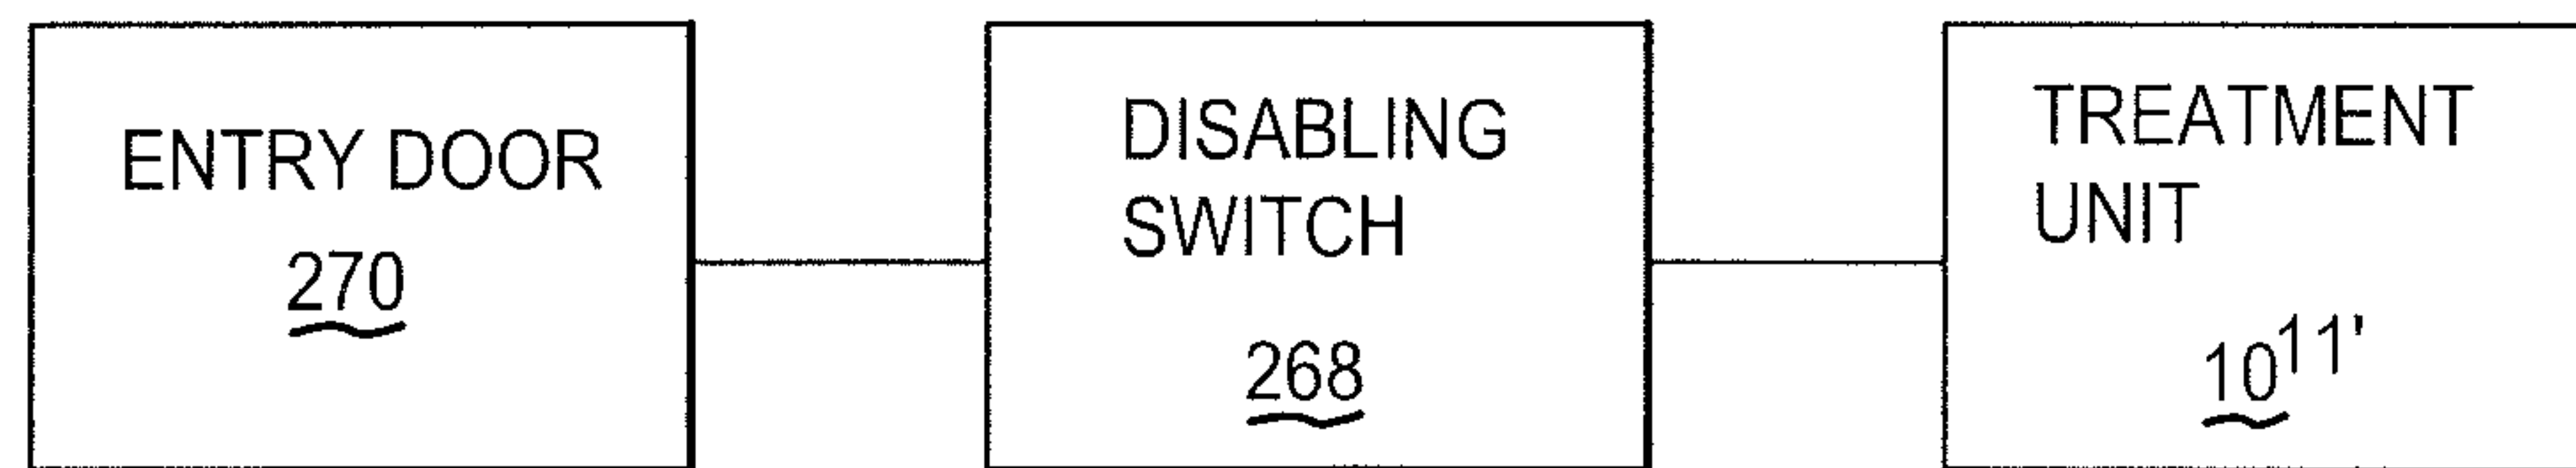 ENTRY DOOR
270
DISABLING
SWITCH
268
TREATMENT
UNIT
10¹¹'